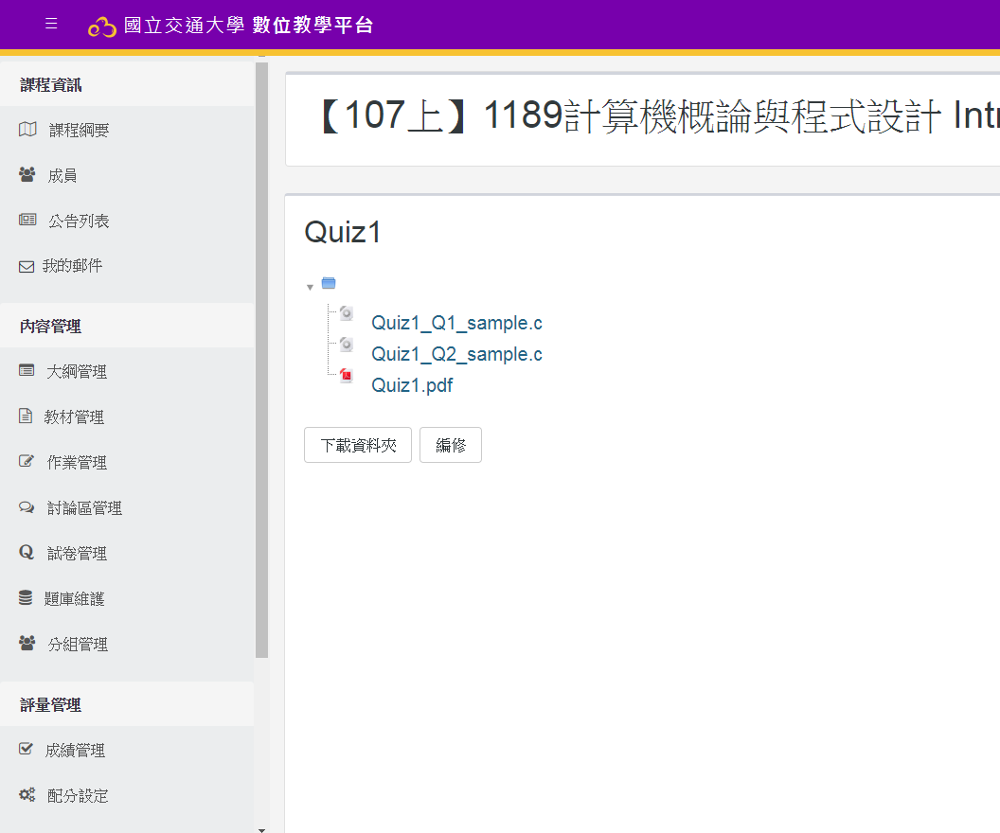 國立交通大學 數位教學平台
課程資訊
課程綱要
成員
公告列表
我的郵件
內容管理
大綱管理
教材管理
作業管理
討論區管理
試卷管理
題庫維護
分組管理
評量管理
成績管理
配分設定
【107上】1189計算機概論與程式設計 Intr
Quiz1
Quiz1_Q1_sample.c
Quiz1_Q2_sample.c
Quiz1.pdf
下載資料夾 編修